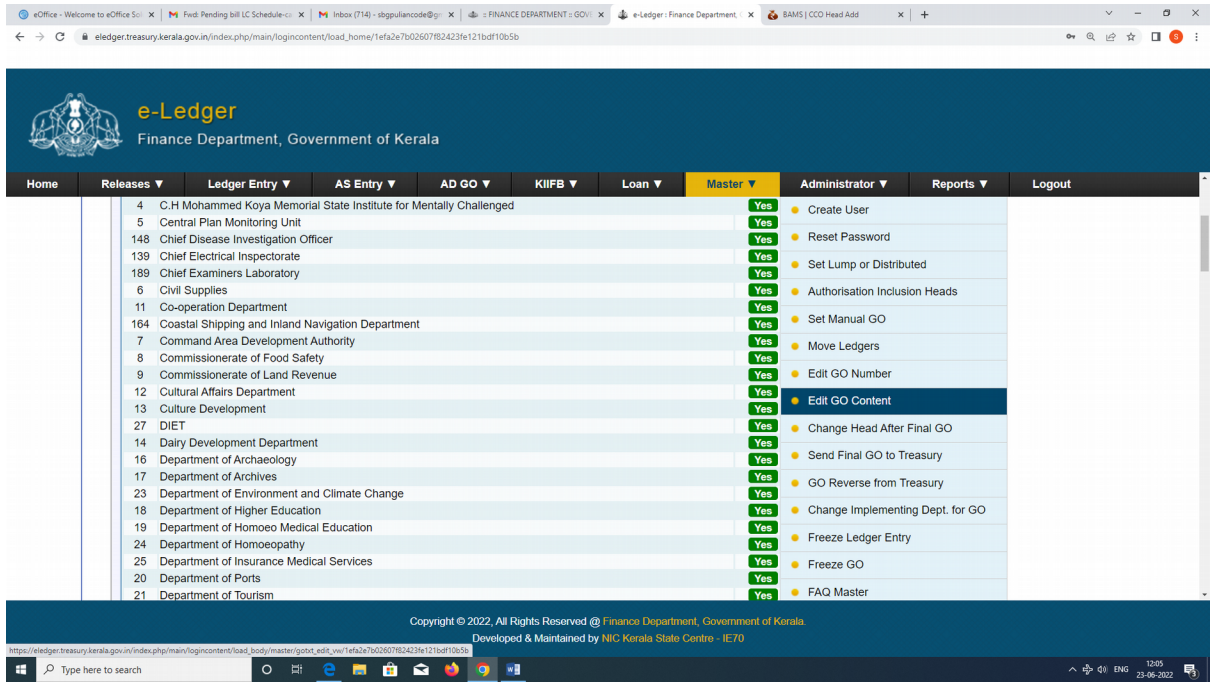 eOffice - Welcome to eOffice Sol
Fwd: Pending bill LC Schedule-ca
Inbox (714) - sbgpuliancode@gm
:: FINANCE DEPARTMENT :: GOVE
e-Ledger : Finance Department,
BAMS | CCO Head Add
eledger.treasury.kerala.gov.in/index.php/main/logincontent/load_home/1efa2e7b02607f82423fe121bdf10b5b
S
e-Ledger
Finance Department, Government of Kerala
Home Releases ▼ Ledger Entry ▼ AS Entry ▼ AD GO ▼ KIIFB ▼ Loan ▼ Master ▼ Administrator ▼ Reports ▼ Logout
4 C.H Mohammed Koya Memorial State Institute for Mentally Challenged Yes
5 Central Plan Monitoring Unit Yes
148 Chief Disease Investigation Officer Yes
139 Chief Electrical Inspectorate Yes
189 Chief Examiners Laboratory Yes
6 Civil Supplies Yes
11 Co-operation Department Yes
164 Coastal Shipping and Inland Navigation Department Yes
7 Command Area Development Authority Yes
8 Commissionerate of Food Safety Yes
9 Commissionerate of Land Revenue Yes
12 Cultural Affairs Department Yes
13 Culture Development Yes
27 DIET Yes
14 Dairy Development Department Yes
16 Department of Archaeology Yes
17 Department of Archives Yes
23 Department of Environment and Climate Change Yes
18 Department of Higher Education Yes
19 Department of Homoeo Medical Education Yes
24 Department of Homoeopathy Yes
25 Department of Insurance Medical Services Yes
20 Department of Ports Yes
21 Department of Tourism Yes
Create User
Reset Password
Set Lump or Distributed
Authorisation Inclusion Heads
Set Manual GO
Move Ledgers
Edit GO Number
Edit GO Content
Change Head After Final GO
Send Final GO to Treasury
GO Reverse from Treasury
Change Implementing Dept. for GO
Freeze Ledger Entry
Freeze GO
FAQ Master
Copyright © 2022, All Rights Reserved @ Finance Department, Government of Kerala.
Developed & Maintained by NIC Kerala State Centre - IE70
https://eledger.treasury.kerala.gov.in/index.php/main/logincontent/load_body/master/gotxt_edit_vw/1efa2e7b02607f82423fe121bdf10b5b
Type here to search
ENG
12:05
23-06-2022
3